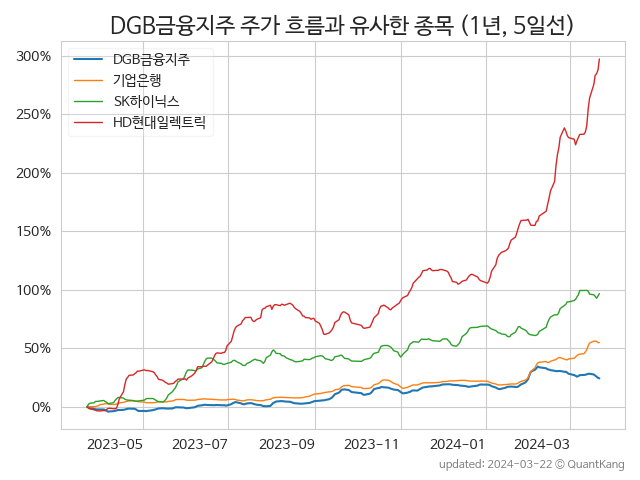 DGB금융지주 주가 흐름과 유사한 종목 (1년, 5일선)
DGB금융지주
기업은행
SK하이닉스
HD현대일렉트릭
300%
250%
200%
150%
100%
50%
0%
2023-05 2023-07 2023-09 2023-11 2024-01 2024-03
updated: 2024-03-22 © QuantKang